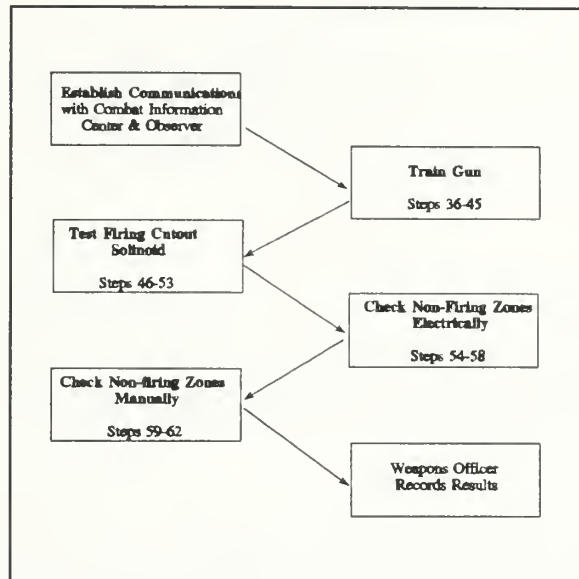 Establish Communications
with Combat Information
Center & Observer
Train Gun
Steps 36-45
Test Firing Cutout
Solinoid
Steps 46-53
Check Non-Firing Zones
Electrically
Steps 54-58
Check Non-firing Zones
Manually
Steps 59-62
Weapons Officer
Records Results